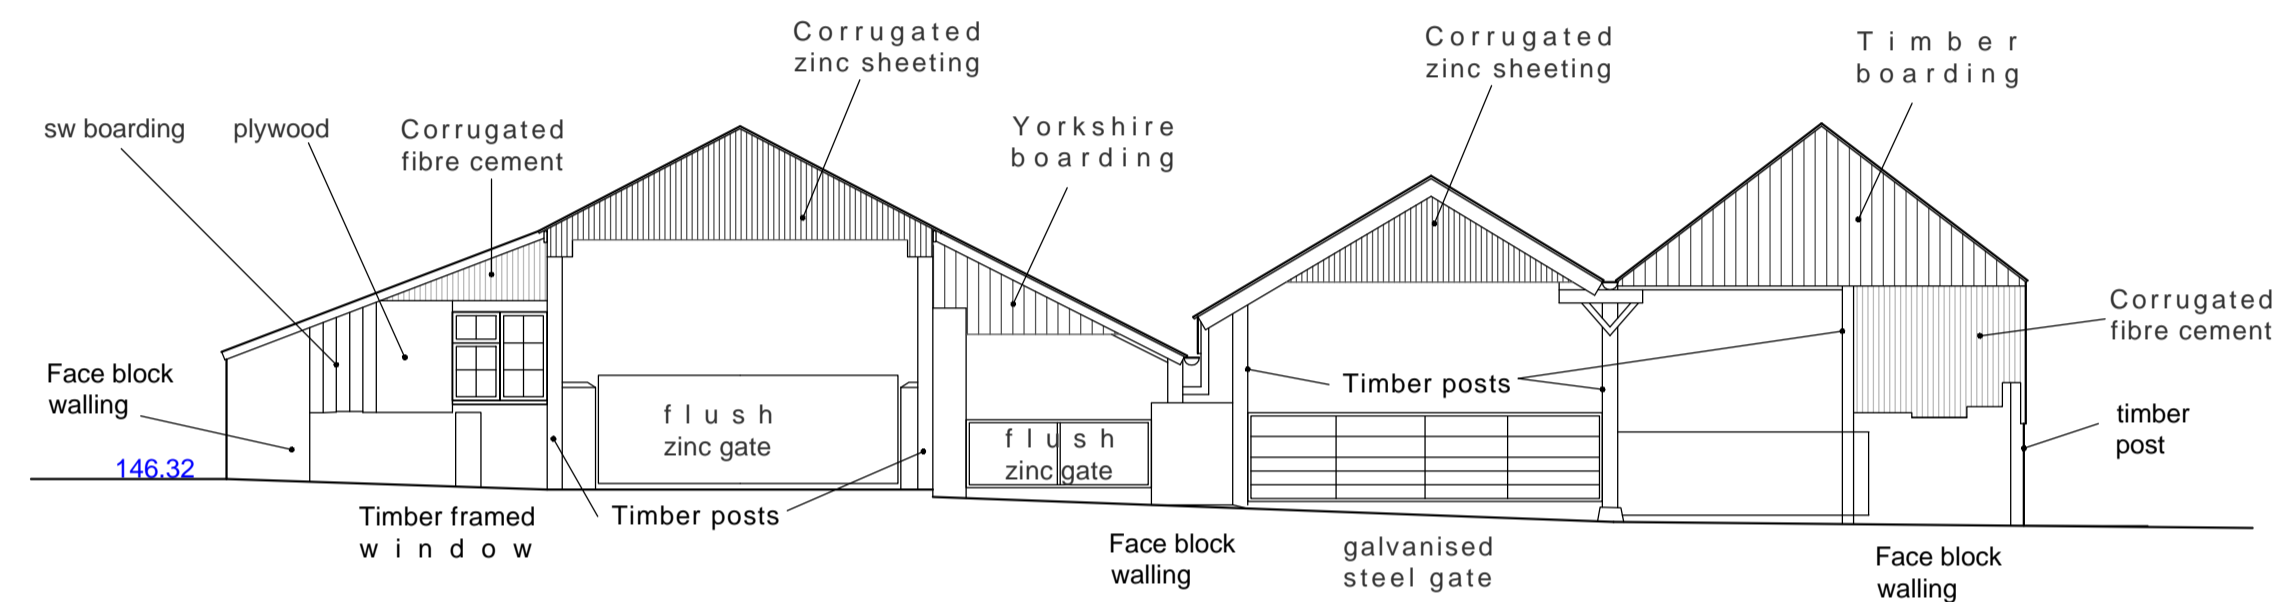 Corrugated
zinc sheeting
Corrugated
zinc sheeting
Timber
boarding
sw boarding
plywood
Corrugated
fibre cement
Yorkshire
boarding
Corrugated
fibre cement
Face block
walling
Timber posts
flush
zinc gate
flush
zinc gate
timber
post
146.32
Timber framed
window
Timber posts
Face block
walling
galvanised
steel gate
Face block
walling